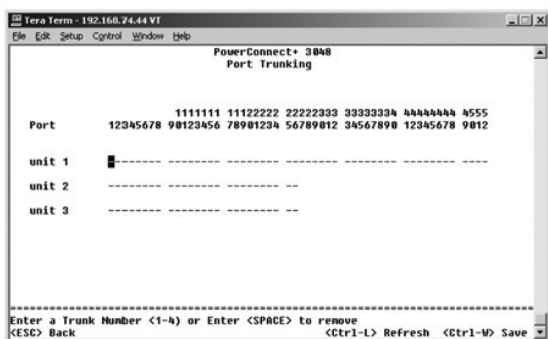 Tera Term - 192.168.74.44 VT
File Edit Setup Control Window Help
PowerConnect+ 3048
Port Trunking
1111111 11122222 22222333 33333334 44444444 4555
Port 12345678 90123456 78901234 56789012 34567890 12345678 9012
unit 1 -------- -------- -------- -------- -------- -------- ----
unit 2 -------- -------- -------- --
unit 3 -------- -------- -------- --
Enter a Trunk Number <1-4> or Enter <SPACE> to remove
<ESC> Back <Ctrl-L> Refresh <Ctrl-W> Save